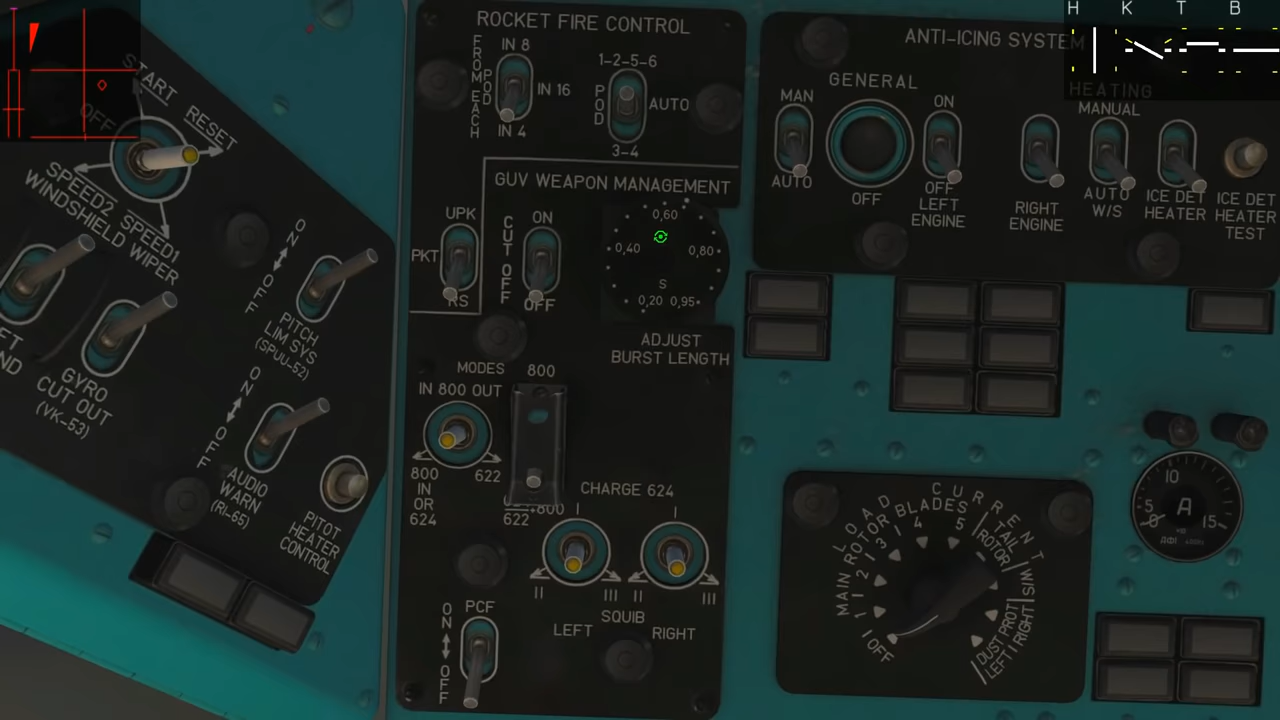 START
OFF
RESET
SPEED2 SPEED1
WINDSHIELD WIPER
ON
OFF
PITCH
LIM SYS
(SPUU-52)
GYRO
CUT OUT
(VK-53)
ON
OFF
AUDIO
WARN
(RI-65)
PITOT
HEATER
CONTROL
ROCKET FIRE CONTROL
FROM EACH
POD
IN 8
IN 16
IN 4
1-2-5-6
POD
AUTO
3-4
GUV WEAPON MANAGEMENT
UPK
PKT
RS
CUT OFF
ON
OFF
0,60
0,40
0,80
S
0,20 0,95
ADJUST
BURST LENGTH
MODES
800
IN 800 OUT
800
IN
OR
624
622
622
CHARGE 624
I
I
II
III
II
III
SQUIB
LEFT
RIGHT
PCF
ON
OFF
H K T B
ANTI-ICING SYSTEM
HEATING
GENERAL
MAN
AUTO
OFF
ON
OFF
LEFT
ENGINE
RIGHT
ENGINE
MANUAL
AUTO
W/S
ICE DET
HEATER
ICE DET
HEATER
TEST
LOAD CURRENT
MAIN ROTOR BLADES
1 1 2 3 4 5
TAIL
ROTOR
WIS
DUST PROT
LEFT RIGHT
OFF
10
5
0
15
A